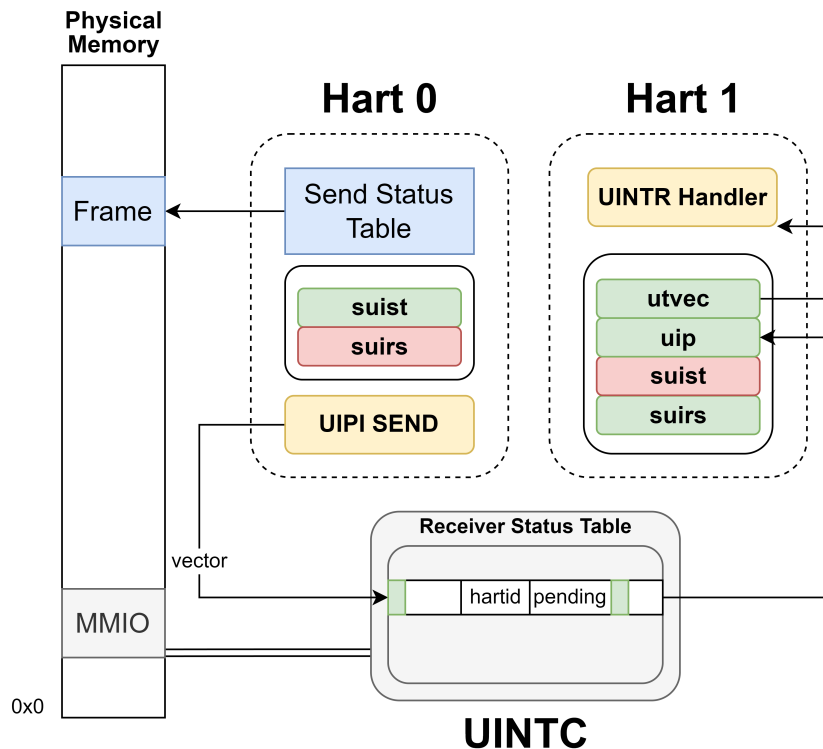 Physical
Memory
Frame
MMIO
0x0
Hart 0
Send Status
Table
suist
suirs
UIPI SEND
vector
Hart 1
UINTR Handler
utvec
uip
suist
suirs
Receiver Status Table
hartid
pending
UINTC